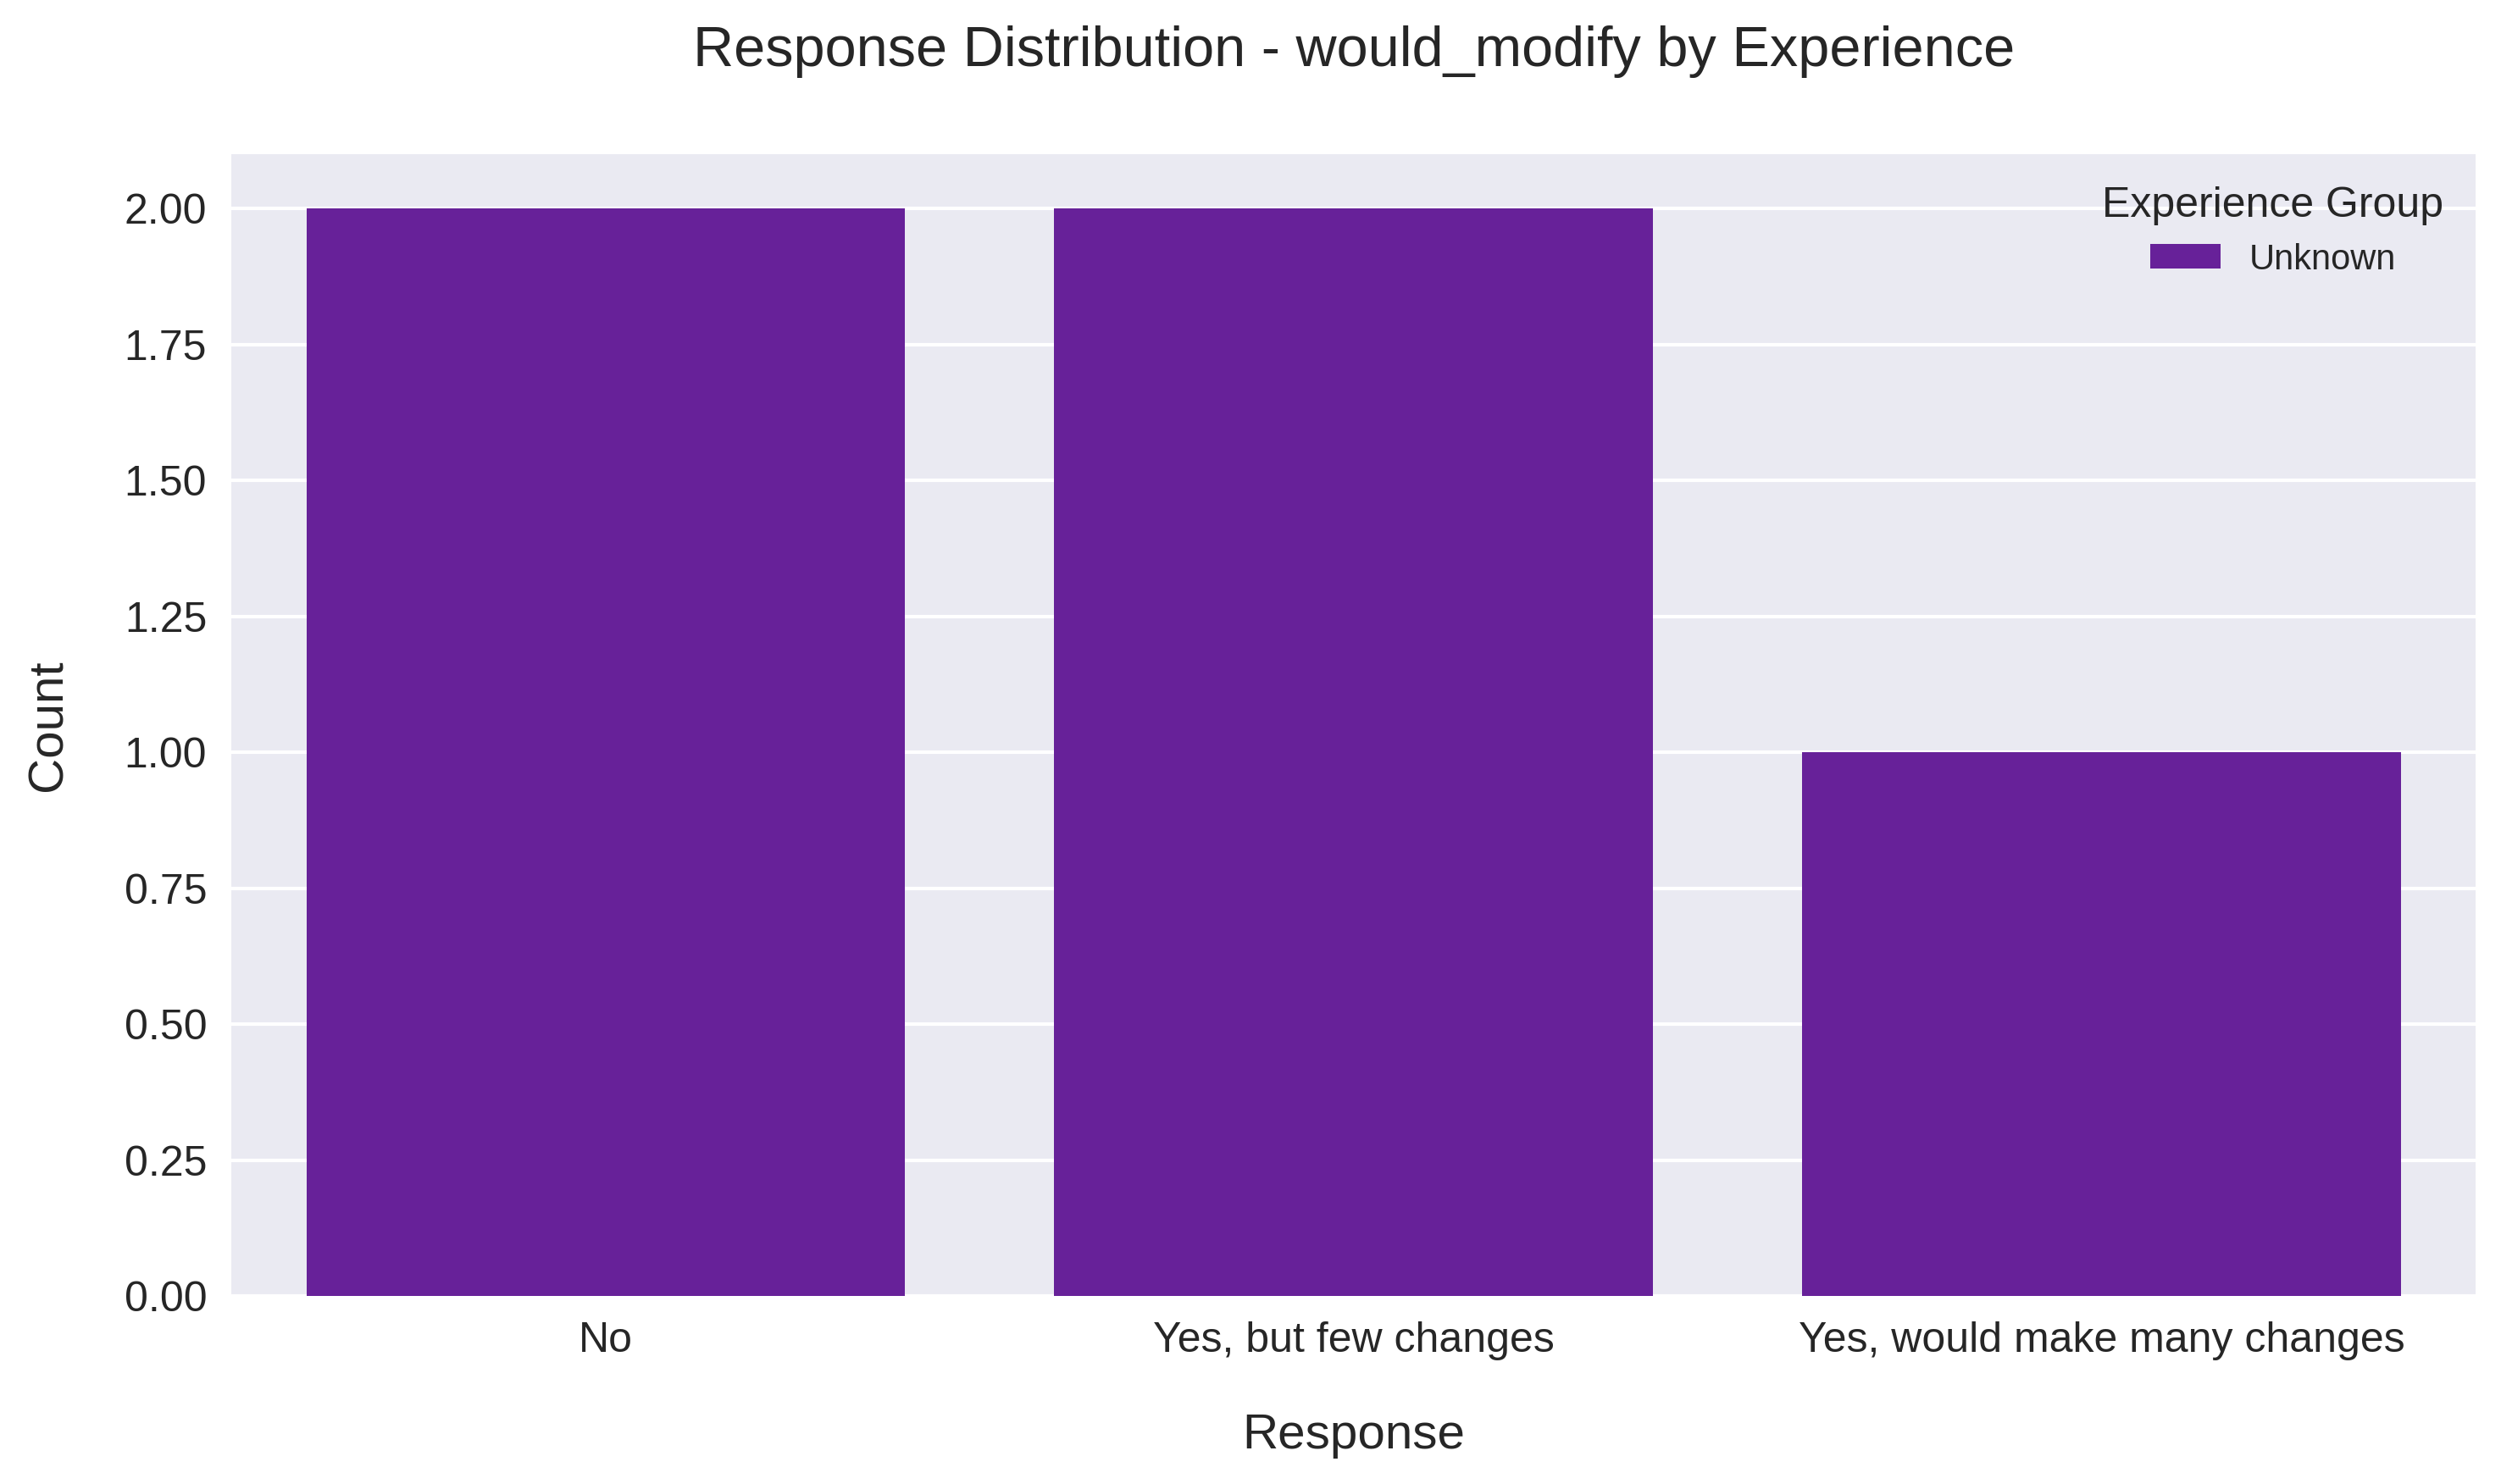 Response Distribution - would_modify by Experience
Experience Group
Unknown
Count
2.00
1.75
1.50
1.25
1.00
0.75
0.50
0.25
0.00
No
Yes, but few changes
Yes, would make many changes
Response